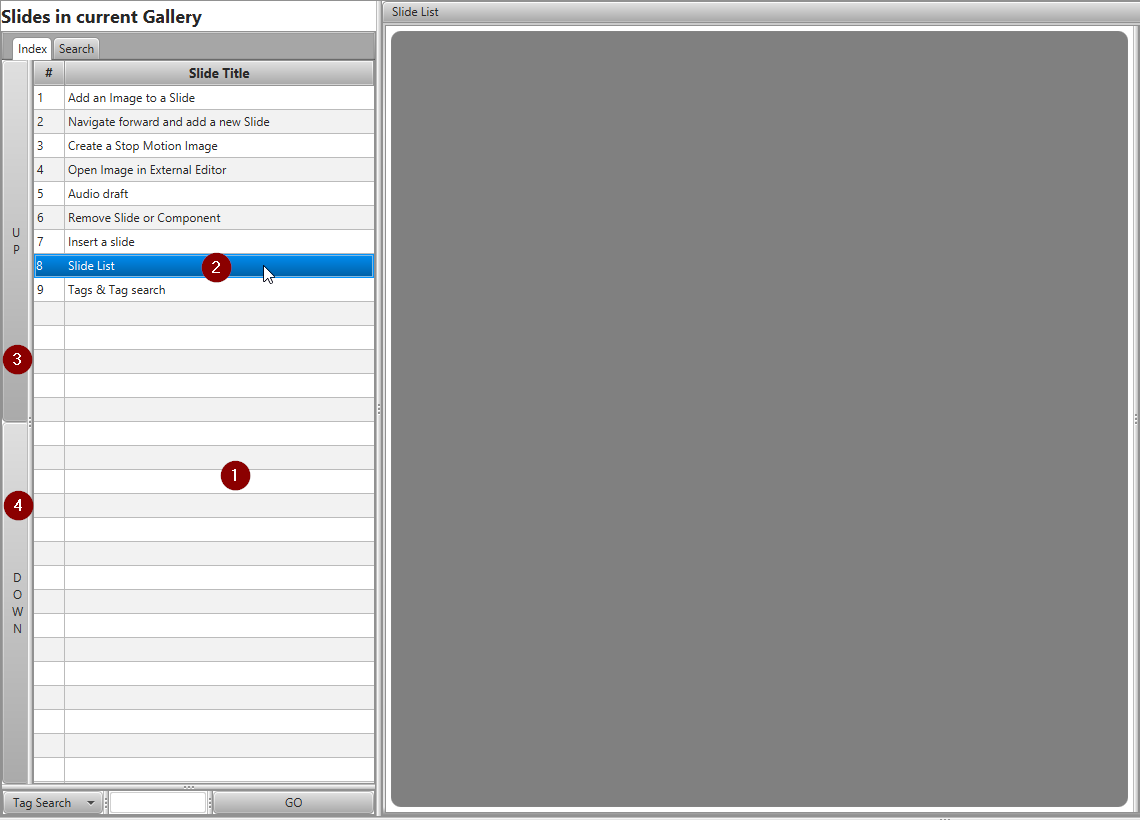 Slides in current Gallery
Slide List
Index Search
# Slide Title
1 Add an Image to a Slide
2 Navigate forward and add a new Slide
3 Create a Stop Motion Image
4 Open Image in External Editor
5 Audio draft
6 Remove Slide or Component
7 Insert a slide
8 Slide List 2
9 Tags & Tag search
UP
3
1
4
DOWN
Tag Search GO